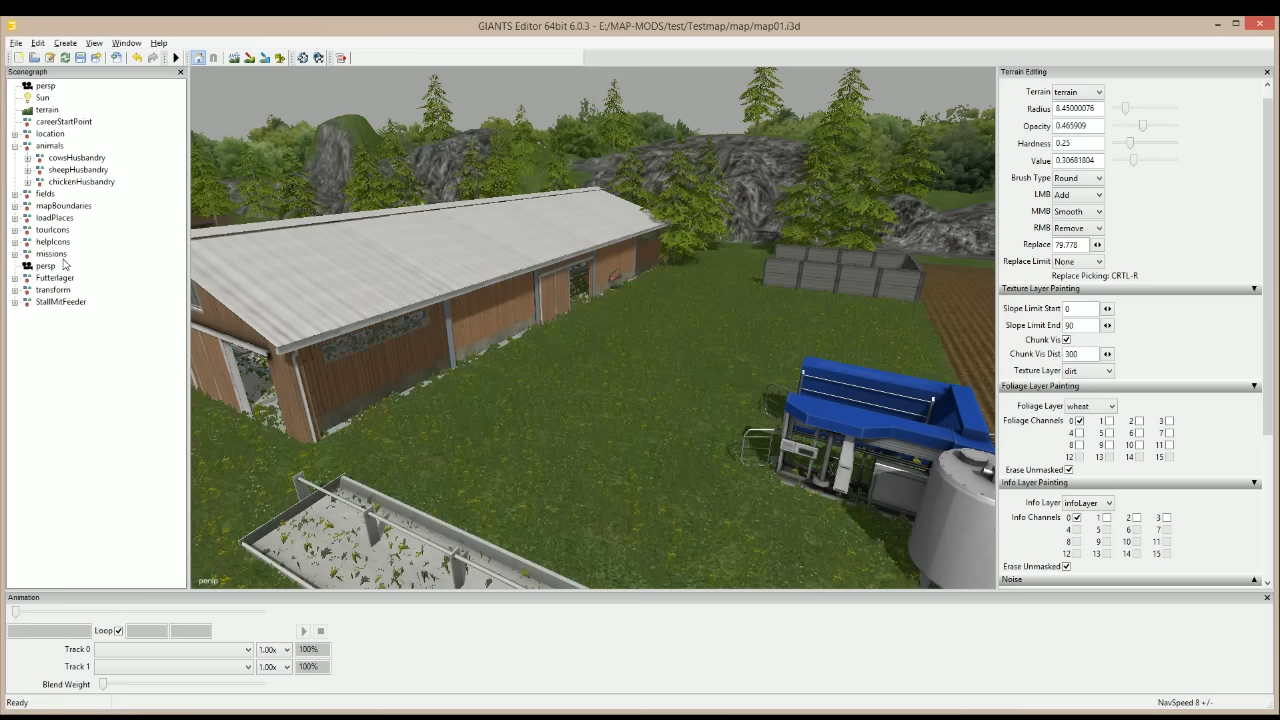 GIANTS Editor 64bit 6.0.3 - E:/MAP-MODS/test/Testmap/map/map01.i3d
File Edit Create View Window Help
Scenegraph
persp
Sun
terrain
careerStartPoint
location
animals
cowsHusbandry
sheepHusbandry
chickenHusbandry
fields
mapBoundaries
loadPlaces
tourIcons
helpIcons
missions
persp
Futterlager
transform
StallMitFeeder
persp
Terrain Editing
Terrain terrain
Radius 8.45000076
Opacity 0.465909
Hardness 0.25
Value 0.30681804
Brush Type Round
LMB Add
MMB Smooth
RMB Remove
Replace 79.778
Replace Limit None
Replace Picking: CRTL-R
Texture Layer Painting
Slope Limit Start 0
Slope Limit End 90
Chunk Vis
Chunk Vis Dist 300
Texture Layer dirt
Foliage Layer Painting
Foliage Layer wheat
Foliage Channels 0 1 2 3
4 5 6 7
8 9 10 11
12 13 14 15
Erase Unmasked
Info Layer Painting
Info Layer infoLayer
Info Channels 0 1 2 3
4 5 6 7
8 9 10 11
12 13 14 15
Erase Unmasked
Noise
Animation
Loop
Track 0 1.00x 100%
Track 1 1.00x 100%
Blend Weight
Ready
NavSpeed 8 +/-